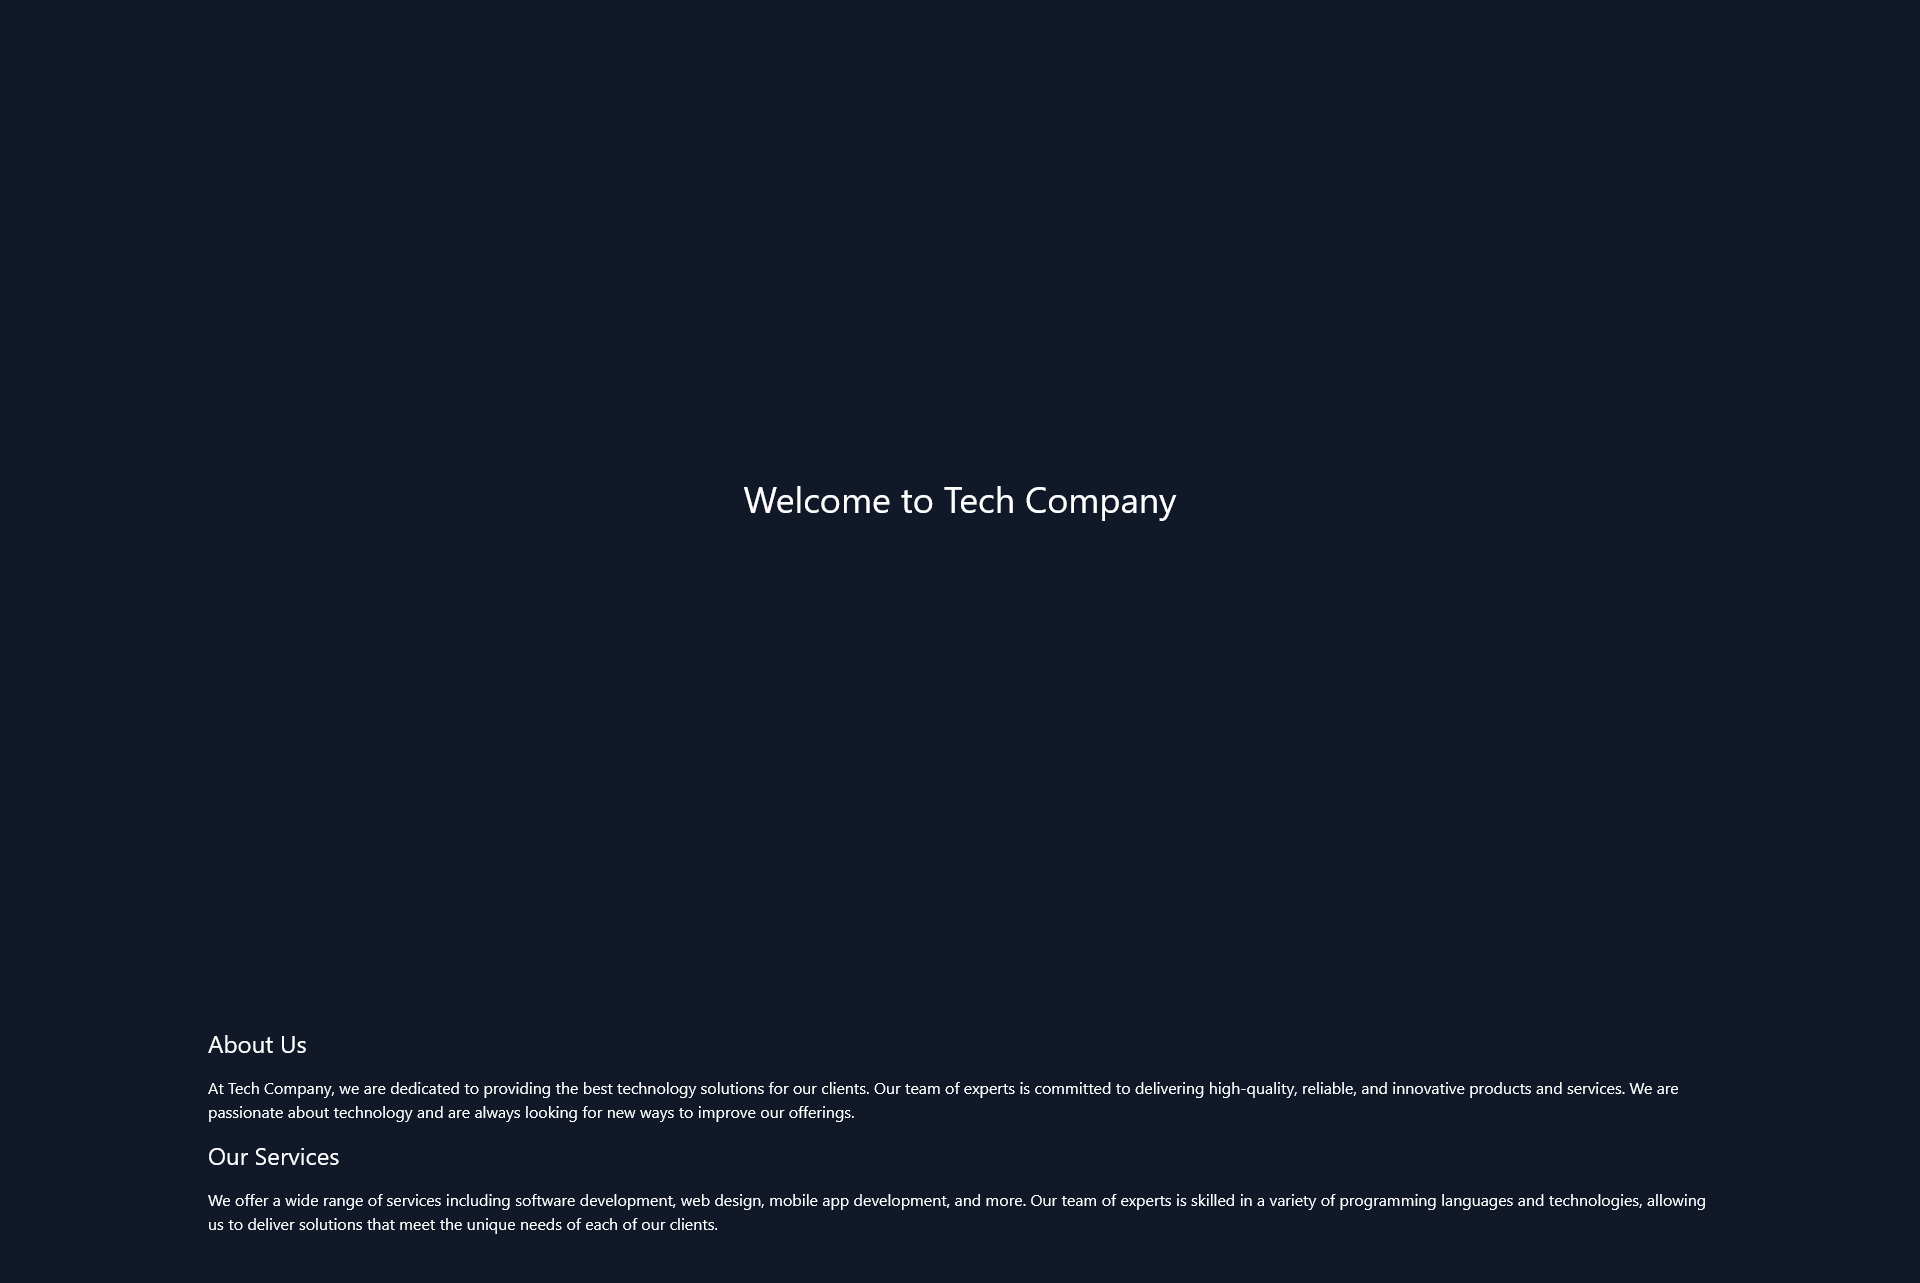 Welcome to Tech Company
About Us
At Tech Company, we are dedicated to providing the best technology solutions for our clients. Our team of experts is committed to delivering high-quality, reliable, and innovative products and services. We are
passionate about technology and are always looking for new ways to improve our offerings.
Our Services
We offer a wide range of services including software development, web design, mobile app development, and more. Our team of experts is skilled in a variety of programming languages and technologies, allowing
us to deliver solutions that meet the unique needs of each of our clients.